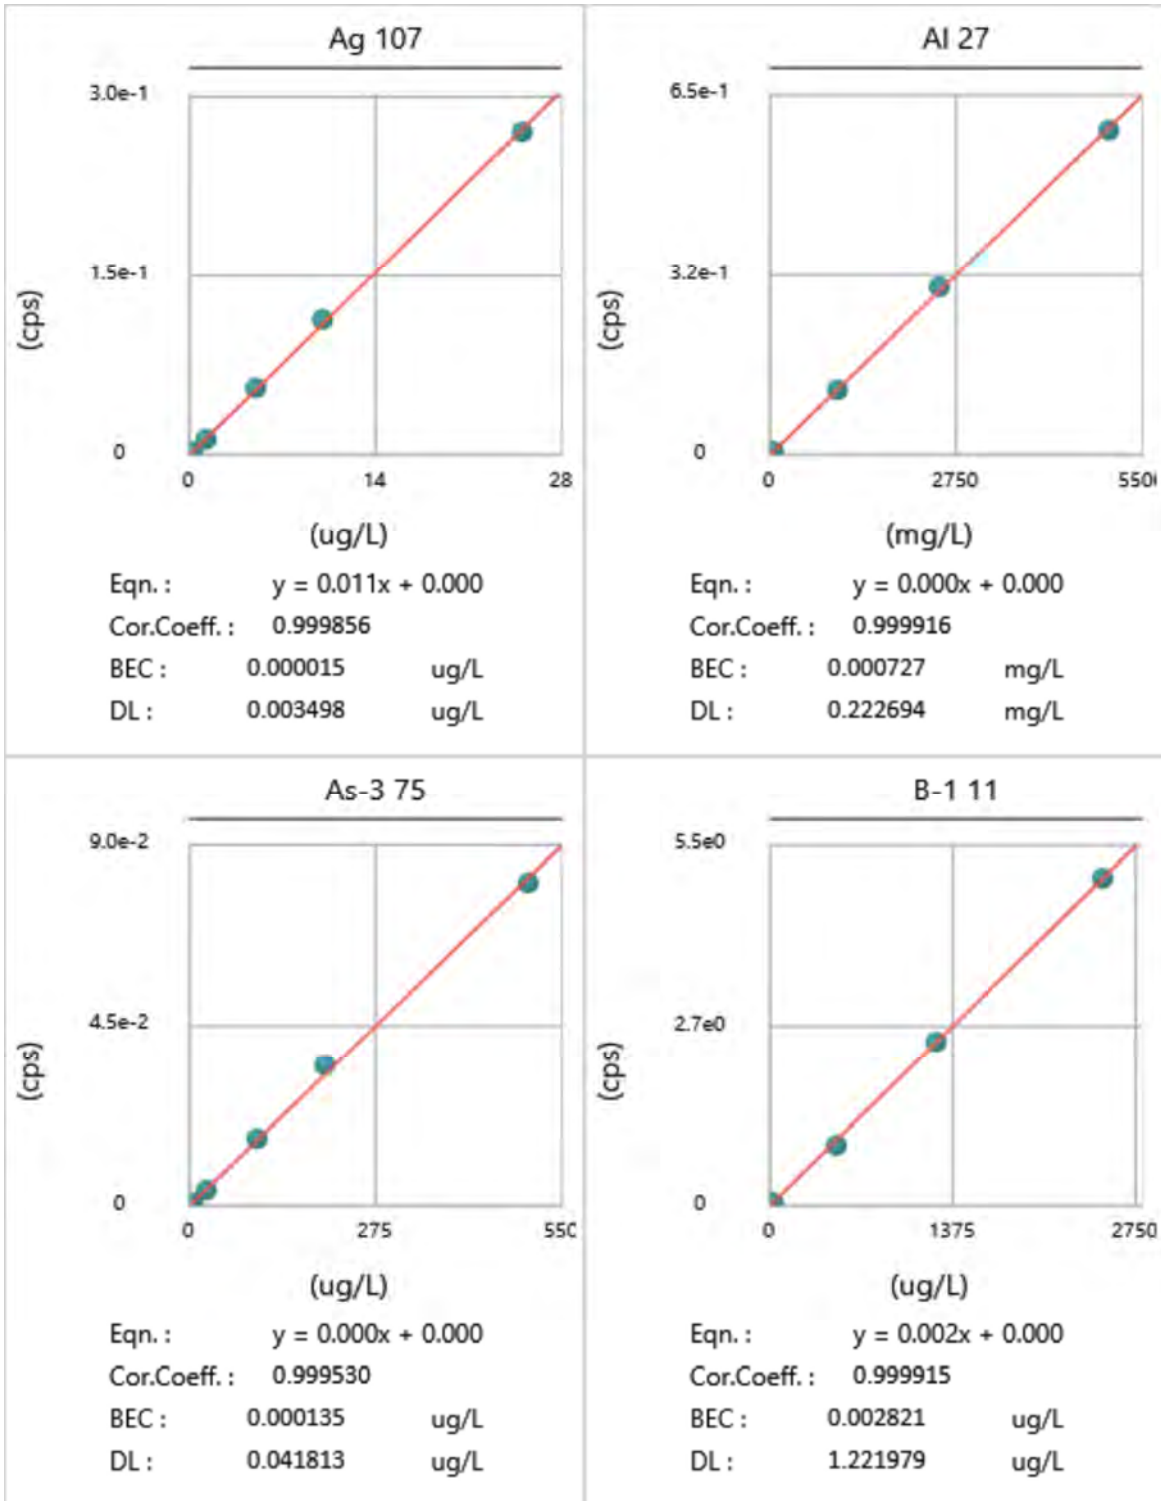 Ag 107
3.0e-1
1.5e-1
0
(cps)
0 14 28
(ug/L)
Eqn. : y = 0.011x + 0.000
Cor.Coeff. : 0.999856
BEC : 0.000015 ug/L
DL : 0.003498 ug/L
Al 27
6.5e-1
3.2e-1
0
(cps)
0 2750 550
(mg/L)
Eqn. : y = 0.000x + 0.000
Cor.Coeff. : 0.999916
BEC : 0.000727 mg/L
DL : 0.222694 mg/L
As-3 75
9.0e-2
4.5e-2
0
(cps)
0 275 550
(ug/L)
Eqn. : y = 0.000x + 0.000
Cor.Coeff. : 0.999530
BEC : 0.000135 ug/L
DL : 0.041813 ug/L
B-1 11
5.5e0
2.7e0
0
(cps)
0 1375 2750
(ug/L)
Eqn. : y = 0.002x + 0.000
Cor.Coeff. : 0.999915
BEC : 0.002821 ug/L
DL : 1.221979 ug/L